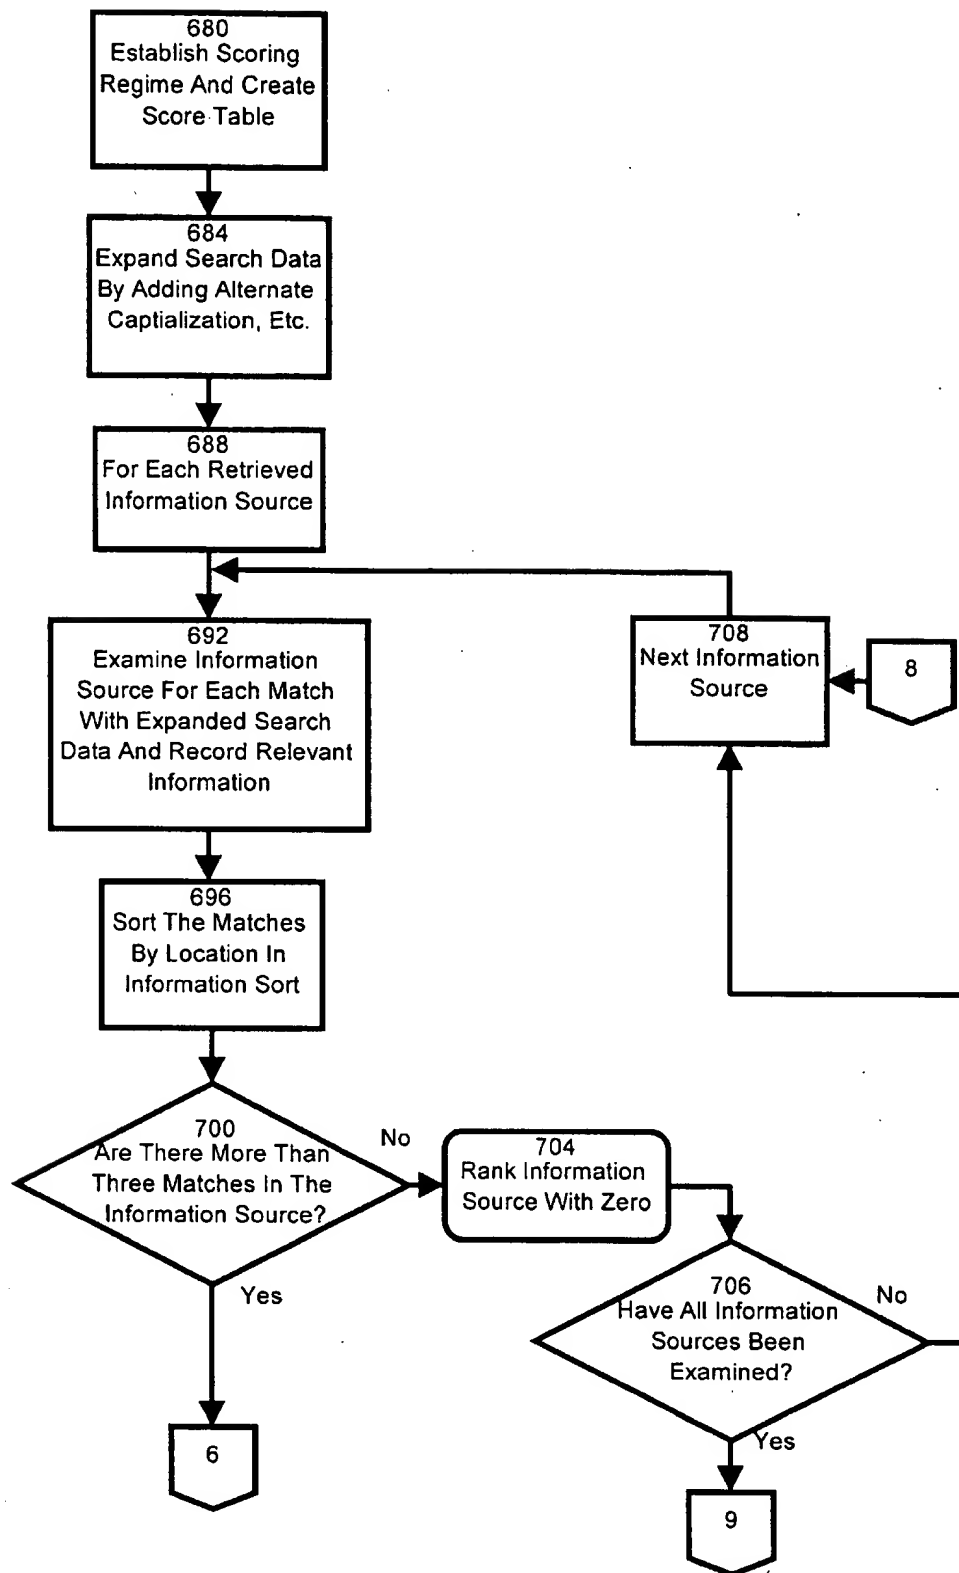 680
Establish Scoring
Regime And Create
Score Table
684
Expand Search Data
By Adding Alternate
Captialization, Etc.
688
For Each Retrieved
Information Source
692
Examine Information
Source For Each Match
With Expanded Search
Data And Record Relevant
Information
708
Next Information
Source
8
696
Sort The Matches
By Location In
Information Sort
700
Are There More Than
Three Matches In The
Information Source?
No
704
Rank Information
Source With Zero
Yes
706
Have All Information
Sources Been
Examined?
No
Yes
6
9